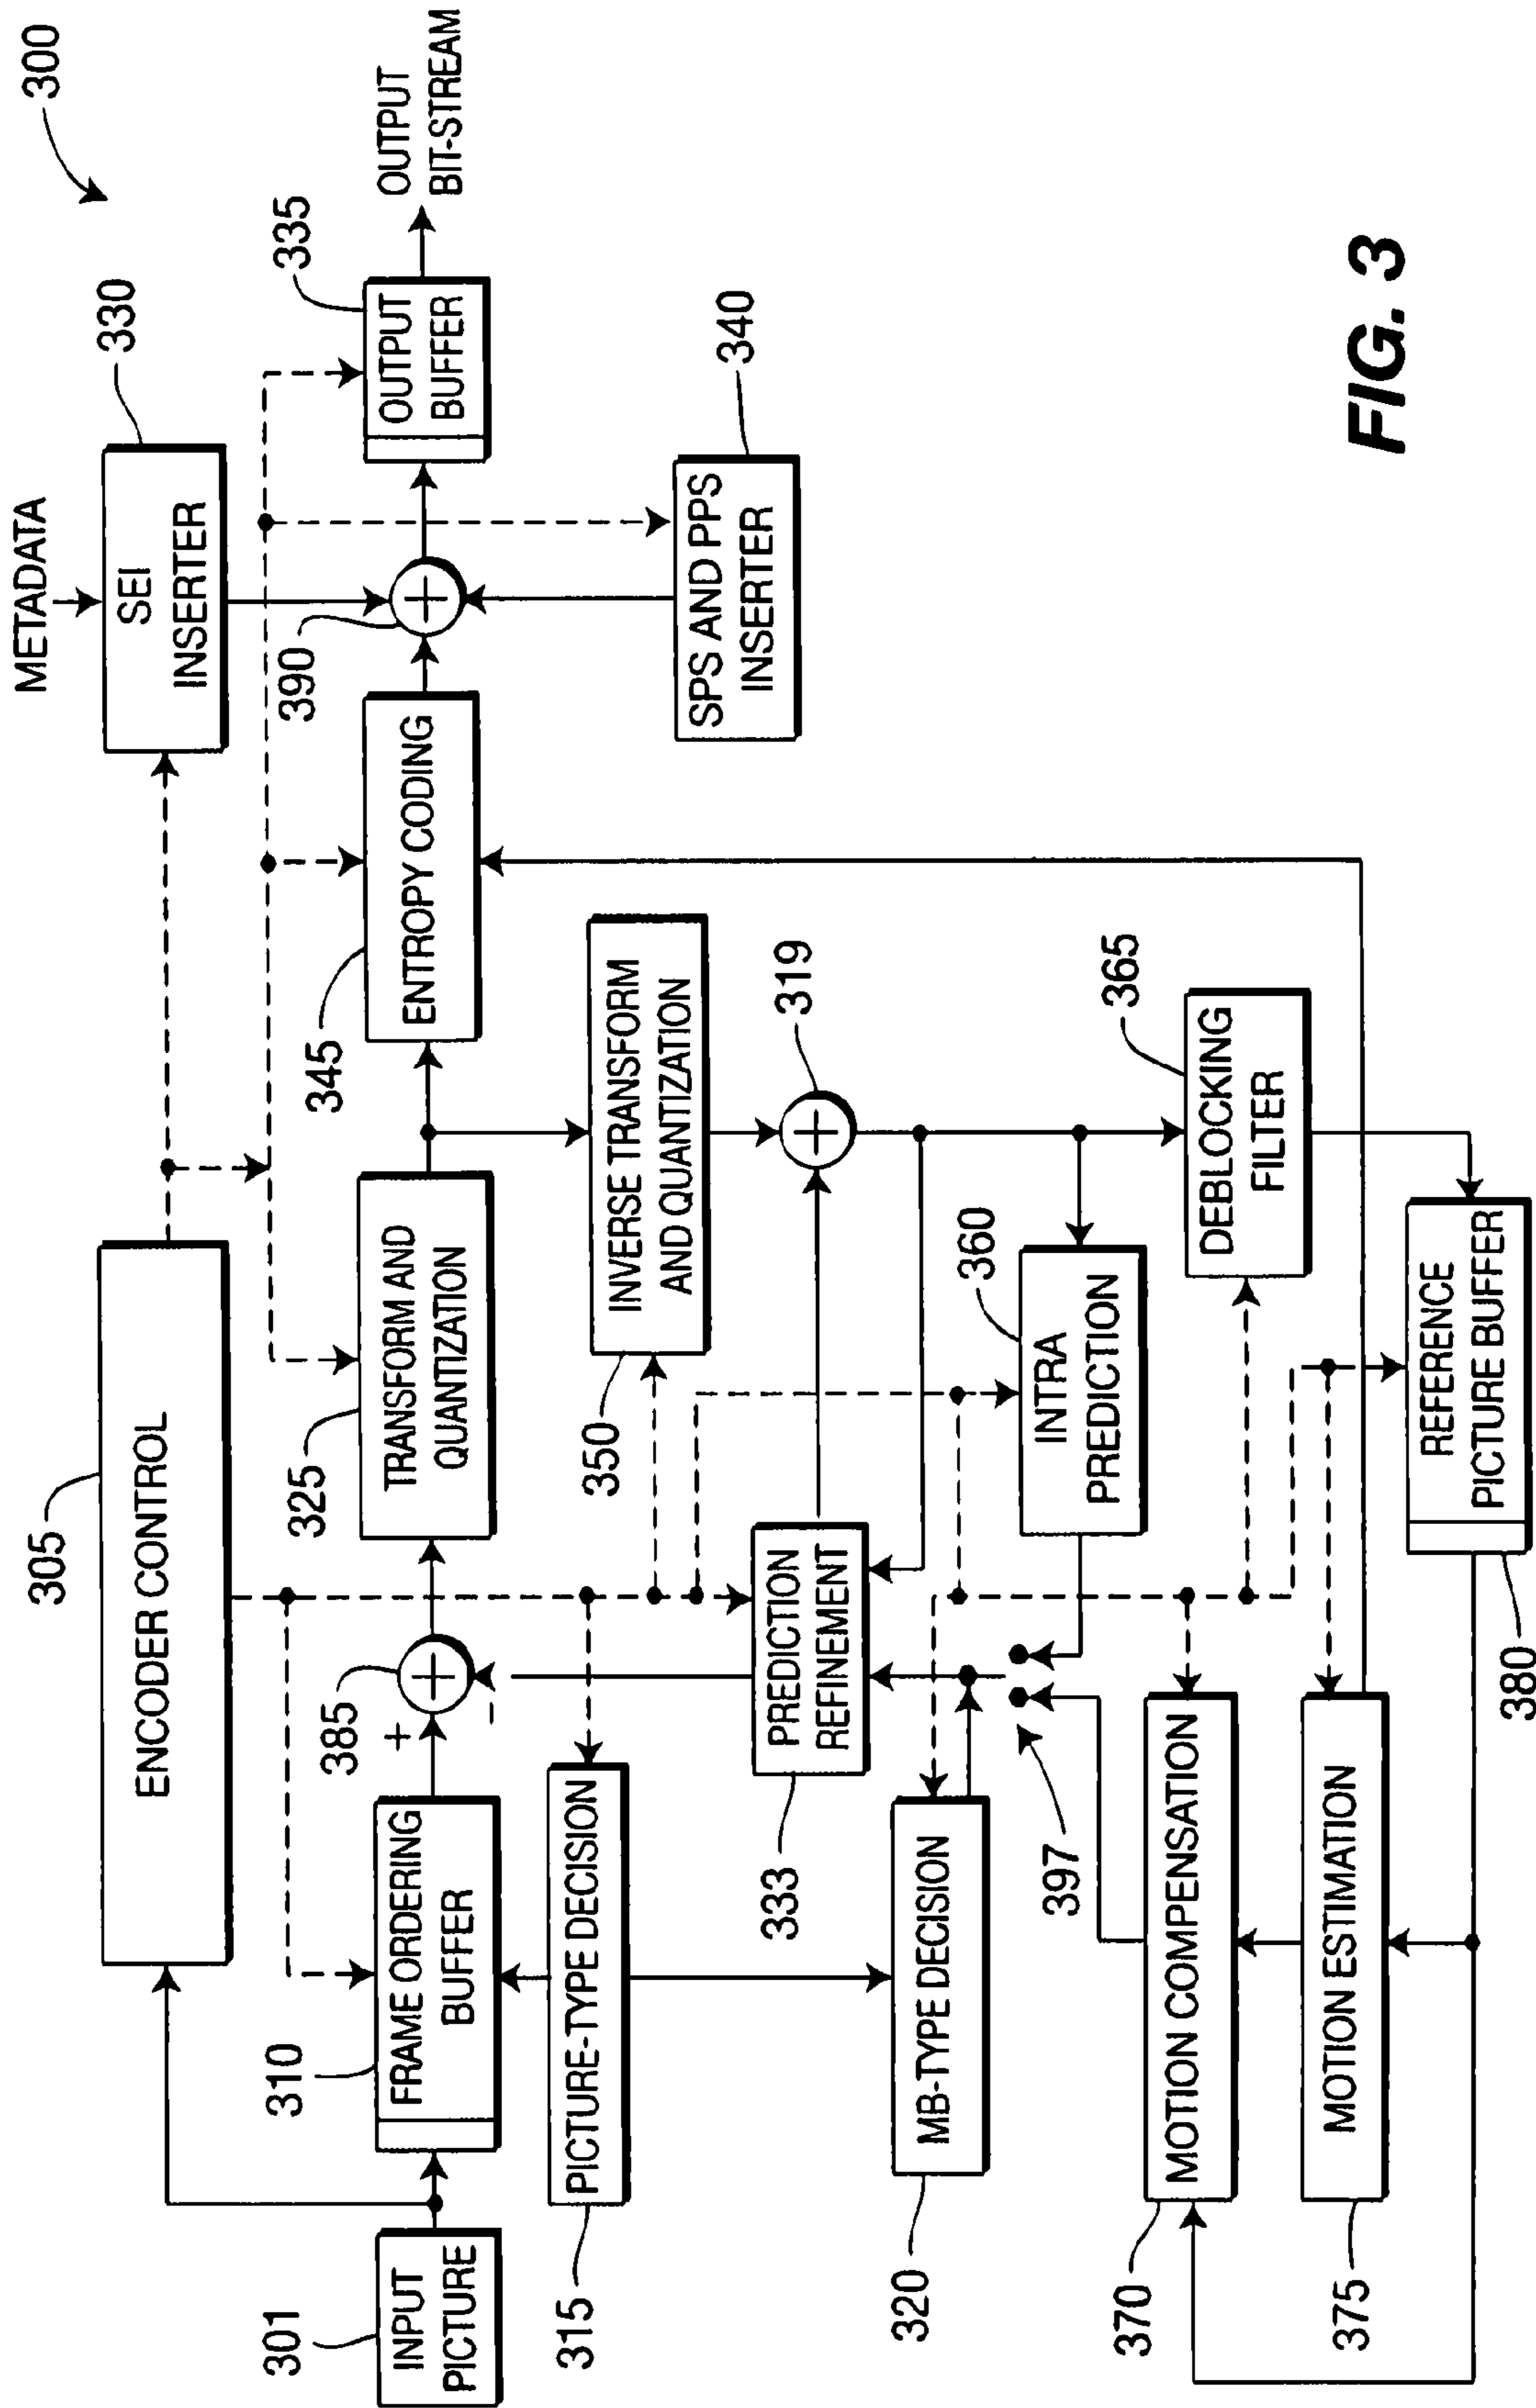 300
METADATA
330
SEI
INSERTER
305
ENCODER CONTROL
390
335
OUTPUT
BUFFER
OUTPUT
BIT-STREAM
301
INPUT
PICTURE
310
FRAME ORDERING
BUFFER
385
+
-
+
325
TRANSFORM AND
QUANTIZATION
345
ENTROPY CODING
+
340
SPS AND PPS
INSERTER
315
PICTURE-TYPE DECISION
350
INVERSE TRANSFORM
AND QUANTIZATION
333
PREDICTION
REFINEMENT
319
+
320
MB-TYPE DECISION
397
360
INTRA
PREDICTION
365
DEBLOCKING
FILTER
370
MOTION COMPENSATION
375
MOTION ESTIMATION
380
REFERENCE
PICTURE BUFFER
FIG. 3